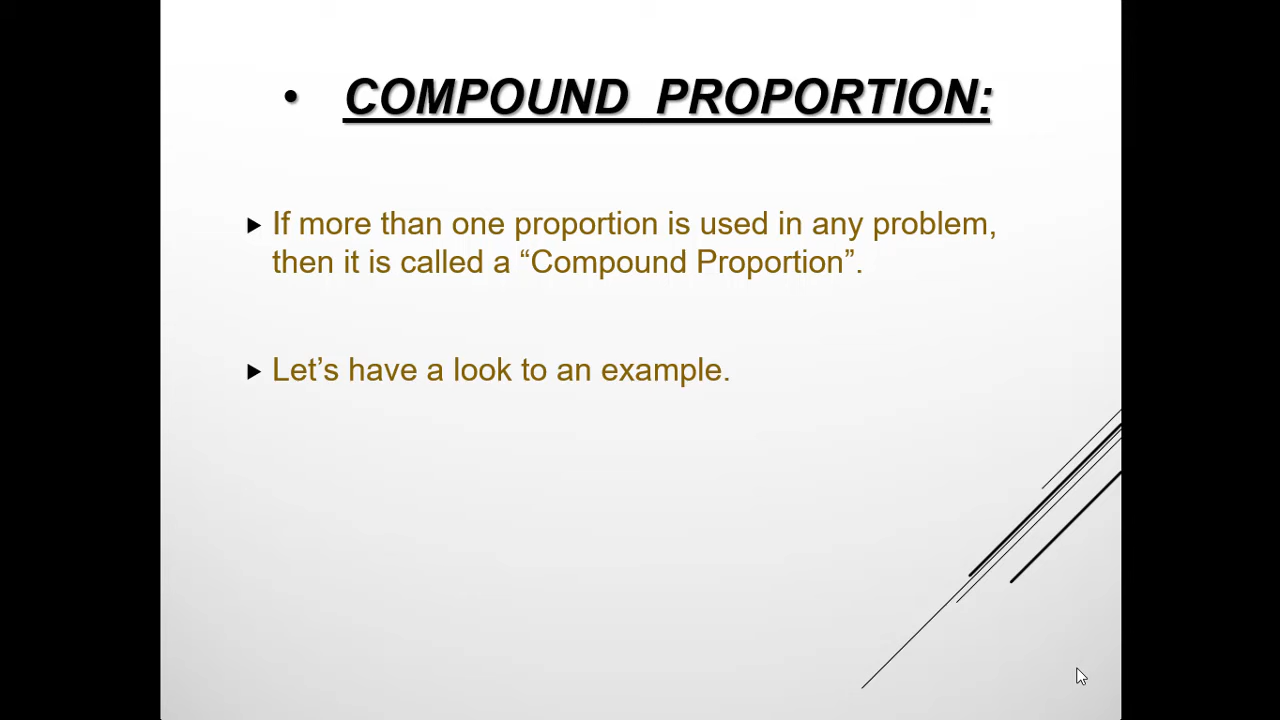 • COMPOUND PROPORTION:
If more than one proportion is used in any problem,
then it is called a “Compound Proportion”.
Let’s have a look to an example.